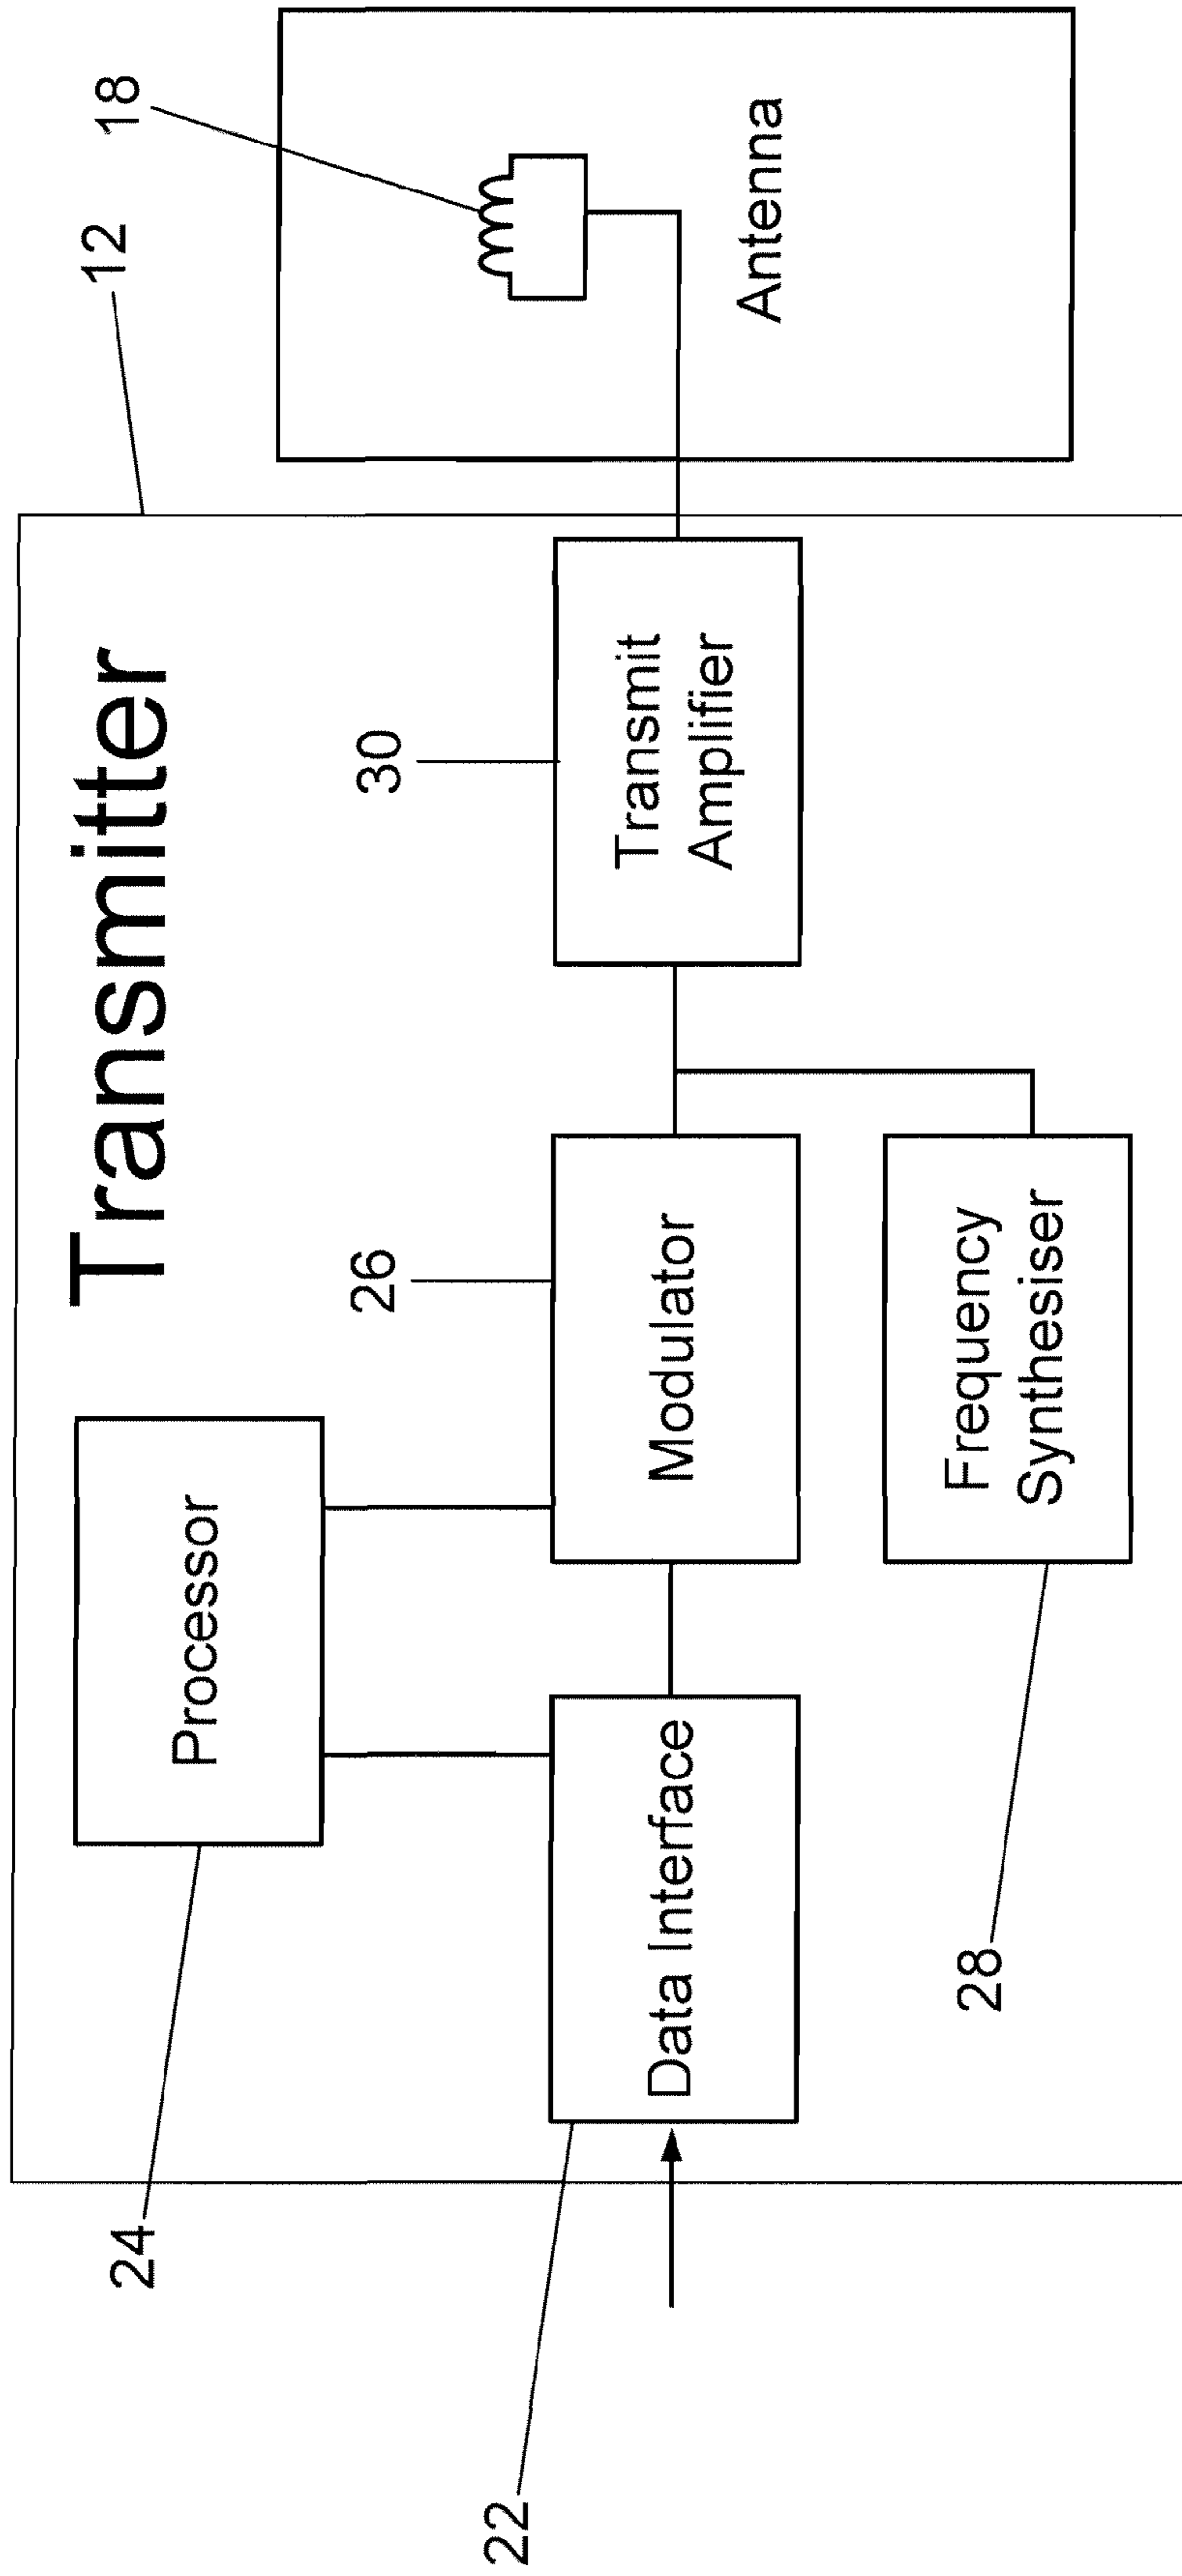 Transmitter
12
18
24
Processor
26
30
22
Data Interface
Modulator
Transmit
Amplifier
Antenna
28
Frequency
Synthesiser